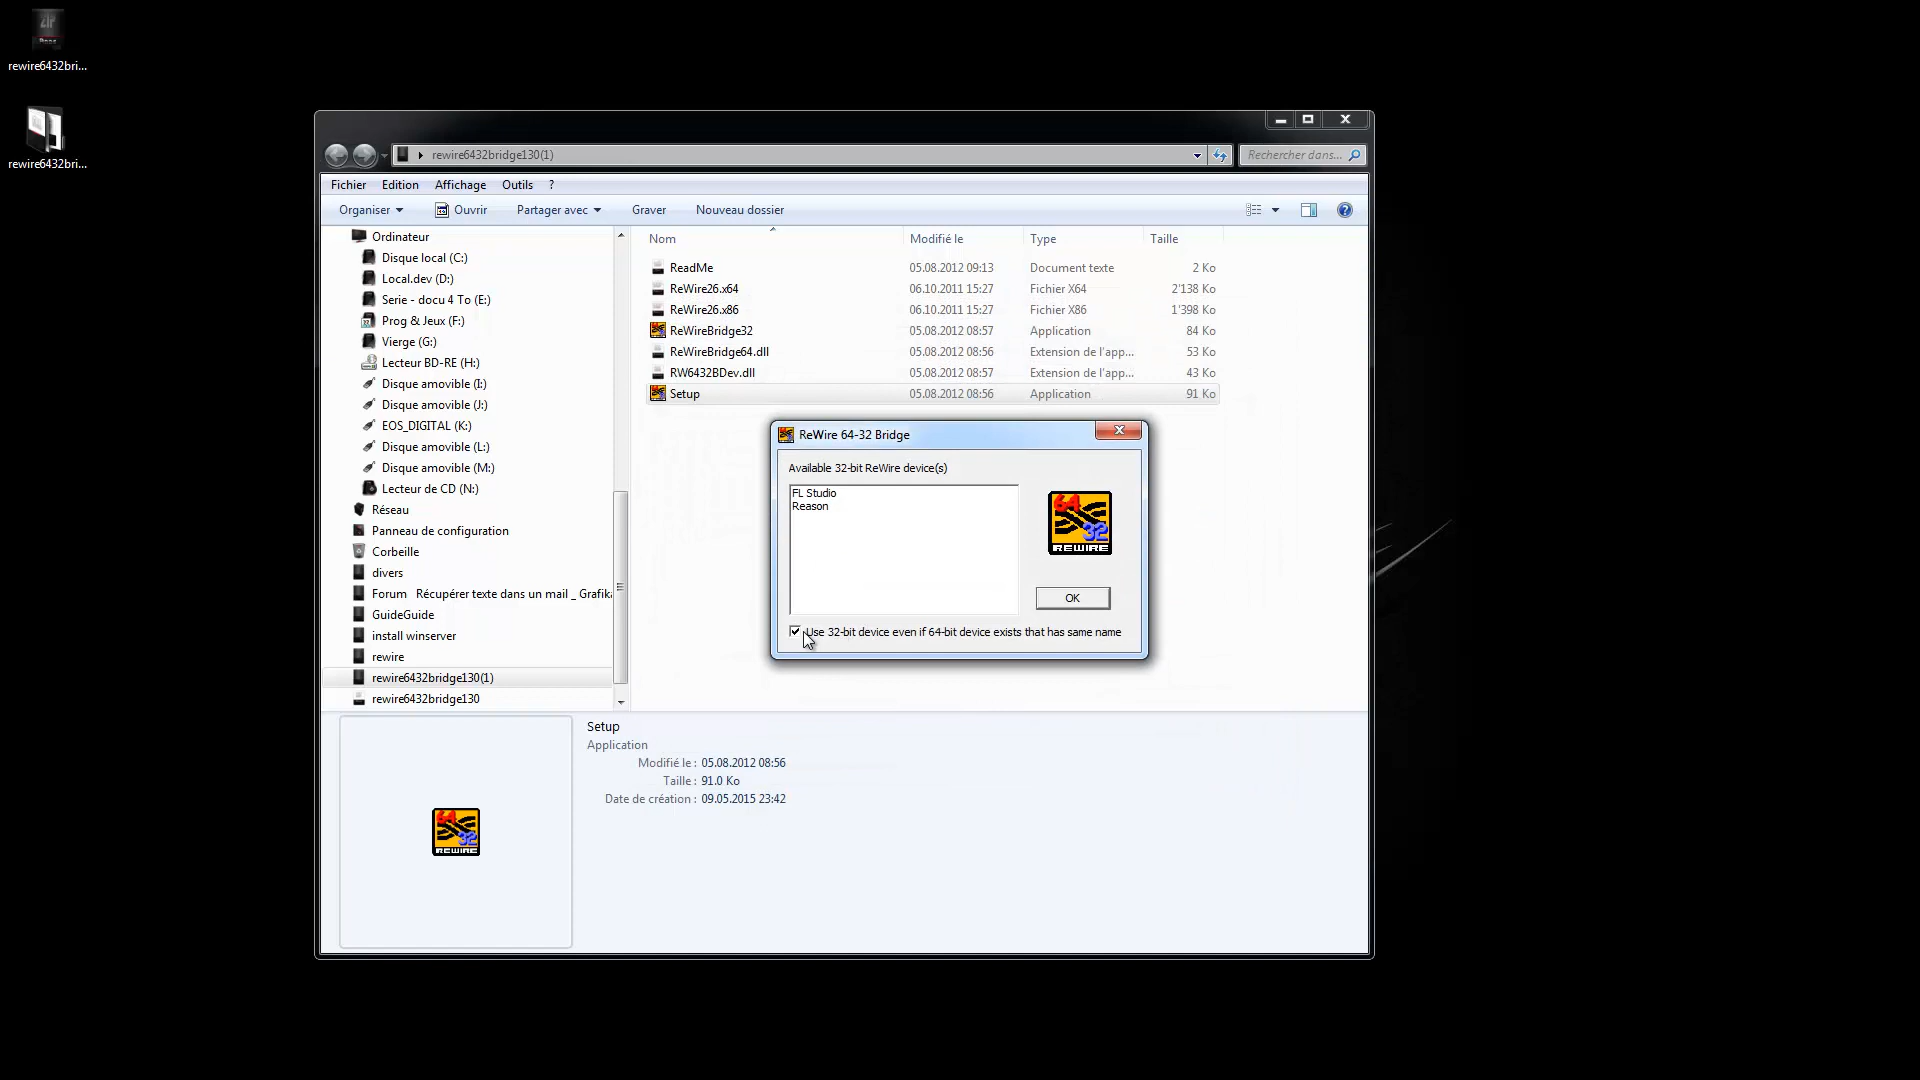 rewire6432bri...
rewire6432bri...
rewire6432bridge130(1)
Rechercher dans...
Fichier Edition Affichage Outils ?
Organiser Ouvrir Partager avec Graver Nouveau dossier
Nom Modifié le Type Taille
Ordinateur
Disque local (C:)
Local.dev (D:)
Serie - docu 4 To (E:)
Prog & Jeux (F:)
Vierge (G:)
Lecteur BD-RE (H:)
Disque amovible (I:)
Disque amovible (J:)
EOS_DIGITAL (K:)
Disque amovible (L:)
Disque amovible (M:)
Lecteur de CD (N:)
Réseau
Panneau de configuration
Corbeille
divers
Forum Récupérer texte dans un mail _ Grafik
GuideGuide
install winserver
rewire
rewire6432bridge130(1)
rewire6432bridge130
ReadMe 05.08.2012 09:13 Document texte 2 Ko
ReWire26.x64 06.10.2011 15:27 Fichier X64 2'138 Ko
ReWire26.x86 06.10.2011 15:27 Fichier X86 1'398 Ko
ReWireBridge32 05.08.2012 08:57 Application 84 Ko
ReWireBridge64.dll 05.08.2012 08:56 Extension de l'app... 53 Ko
RW6432BDev.dll 05.08.2012 08:57 Extension de l'app... 43 Ko
Setup 05.08.2012 08:56 Application 91 Ko
ReWire 64-32 Bridge
Available 32-bit ReWire device(s)
FL Studio
Reason
64
32
REWIRE
OK
Use 32-bit device even if 64-bit device exists that has same name
64
32
REWIRE
Setup
Application
Modifié le : 05.08.2012 08:56
Taille : 91.0 Ko
Date de création : 09.05.2015 23:42